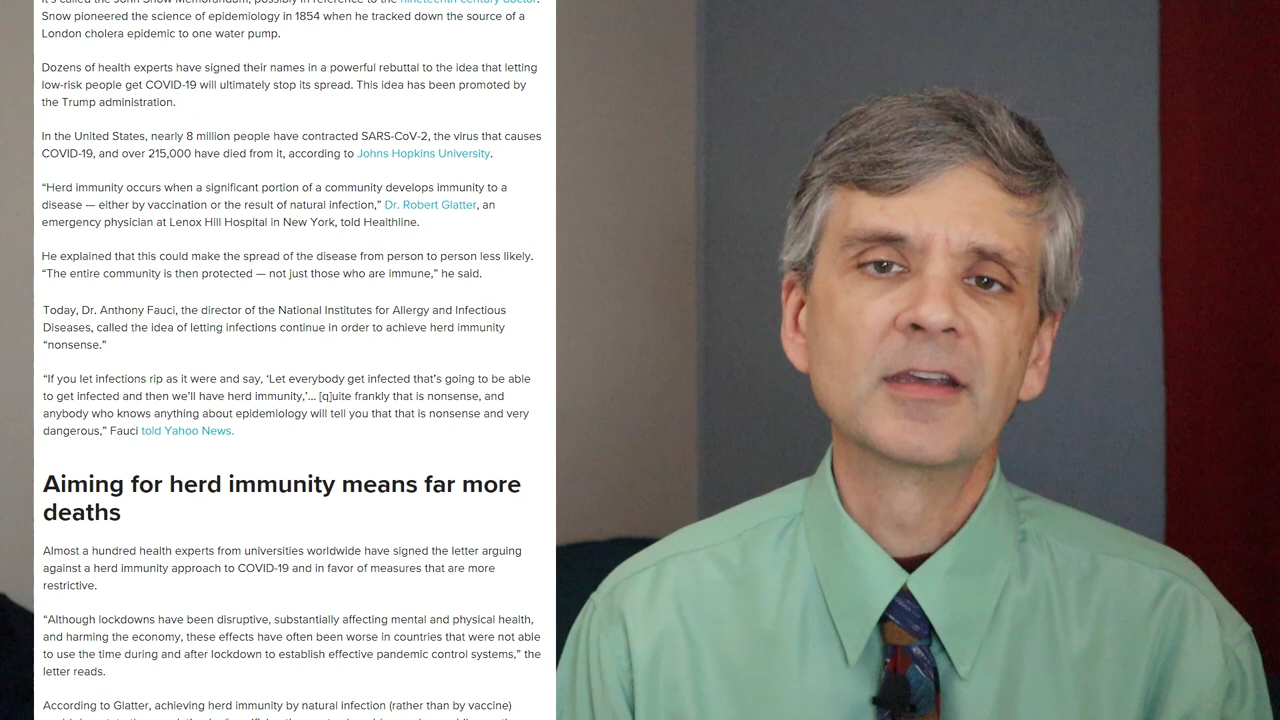 It's called the John Snow Memorandum, possibly in reference to the nineteenth century doctor.
Snow pioneered the science of epidemiology in 1854 when he tracked down the source of a
London cholera epidemic to one water pump.
Dozens of health experts have signed their names in a powerful rebuttal to the idea that letting
low-risk people get COVID-19 will ultimately stop its spread. This idea has been promoted by
the Trump administration.
In the United States, nearly 8 million people have contracted SARS-CoV-2, the virus that causes
COVID-19, and over 215,000 have died from it, according to Johns Hopkins University.
“Herd immunity occurs when a significant portion of a community develops immunity to a
disease — either by vaccination or the result of natural infection,” Dr. Robert Glatter, an
emergency physician at Lenox Hill Hospital in New York, told Healthline.
He explained that this could make the spread of the disease from person to person less likely.
“The entire community is then protected — not just those who are immune,” he said.
Today, Dr. Anthony Fauci, the director of the National Institutes for Allergy and Infectious
Diseases, called the idea of letting infections continue in order to achieve herd immunity
“nonsense.”
“If you let infections rip as it were and say, ‘Let everybody get infected that’s going to be able
to get infected and then we’ll have herd immunity,’... [q]uite frankly that is nonsense, and
anybody who knows anything about epidemiology will tell you that that is nonsense and very
dangerous,” Fauci told Yahoo News.
Aiming for herd immunity means far more
deaths
Almost a hundred health experts from universities worldwide have signed the letter arguing
against a herd immunity approach to COVID-19 and in favor of measures that are more
restrictive.
“Although lockdowns have been disruptive, substantially affecting mental and physical health,
and harming the economy, these effects have often been worse in countries that were not able
to use the time during and after lockdown to establish effective pandemic control systems,” the
letter reads.
According to Glatter, achieving herd immunity by natural infection (rather than by vaccine)